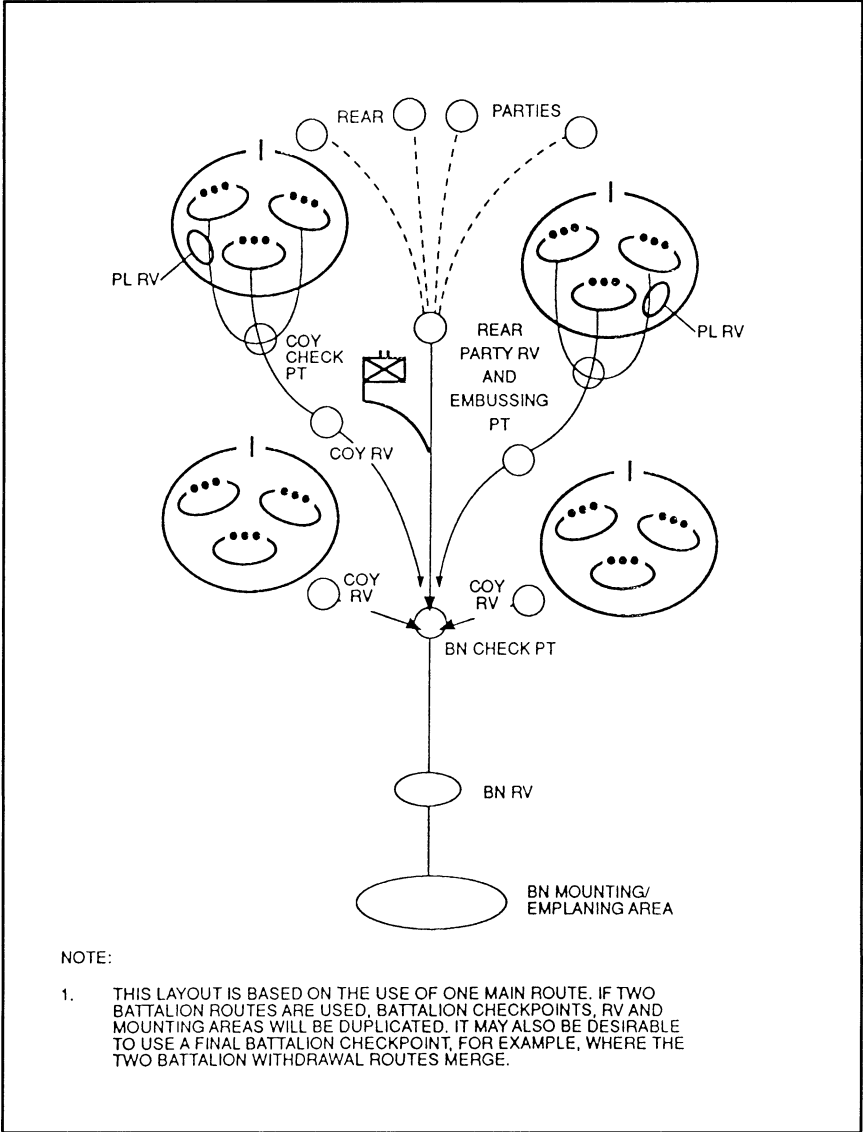 REAR
PARTIES
PL RV
COY
CHECK
PT
REAR
PARTY RV
AND
EMBUSSING
PT
PL RV
COY RV
COY
RV
COY
RV
BN CHECK PT
BN RV
BN MOUNTING/
EMPLANING AREA
NOTE:
1. THIS LAYOUT IS BASED ON THE USE OF ONE MAIN ROUTE. IF TWO
BATTALION ROUTES ARE USED, BATTALION CHECKPOINTS, RV AND
MOUNTING AREAS WILL BE DUPLICATED. IT MAY ALSO BE DESIRABLE
TO USE A FINAL BATTALION CHECKPOINT, FOR EXAMPLE, WHERE THE
TWO BATTALION WITHDRAWAL ROUTES MERGE.